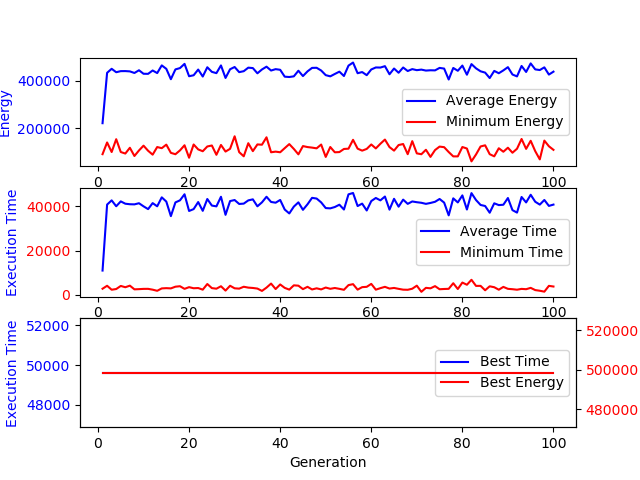 400000
200000
Energy
Average Energy
Minimum Energy
0 20 40 60 80 100
40000
20000
0
Execution Time
Average Time
Minimum Time
0 20 40 60 80 100
52000
50000
48000
Execution Time
Best Time
Best Energy
520000
500000
480000
0 20 40 60 80 100
Generation